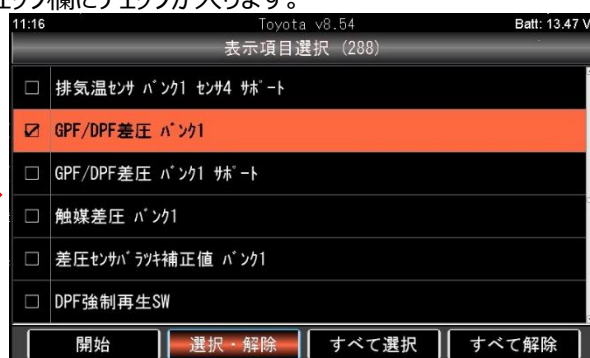 ェック欄にチェックが入ります。
11:16 Toyota v8.54 Batt: 13.47 V
表示項目選択 (288)
排気温ｾﾝｻ ﾊﾞﾝｸ1 ｾﾝｻ4 ｻﾎﾟｰﾄ
GPF/DPF差圧 ﾊﾞﾝｸ1
GPF/DPF差圧 ﾊﾞﾝｸ1 ｻﾎﾟｰﾄ
触媒差圧 ﾊﾞﾝｸ1
差圧ｾﾝｻﾊﾞﾗﾂｷ補正値 ﾊﾞﾝｸ1
DPF強制再生SW
開始 選択・解除 すべて選択 すべて解除